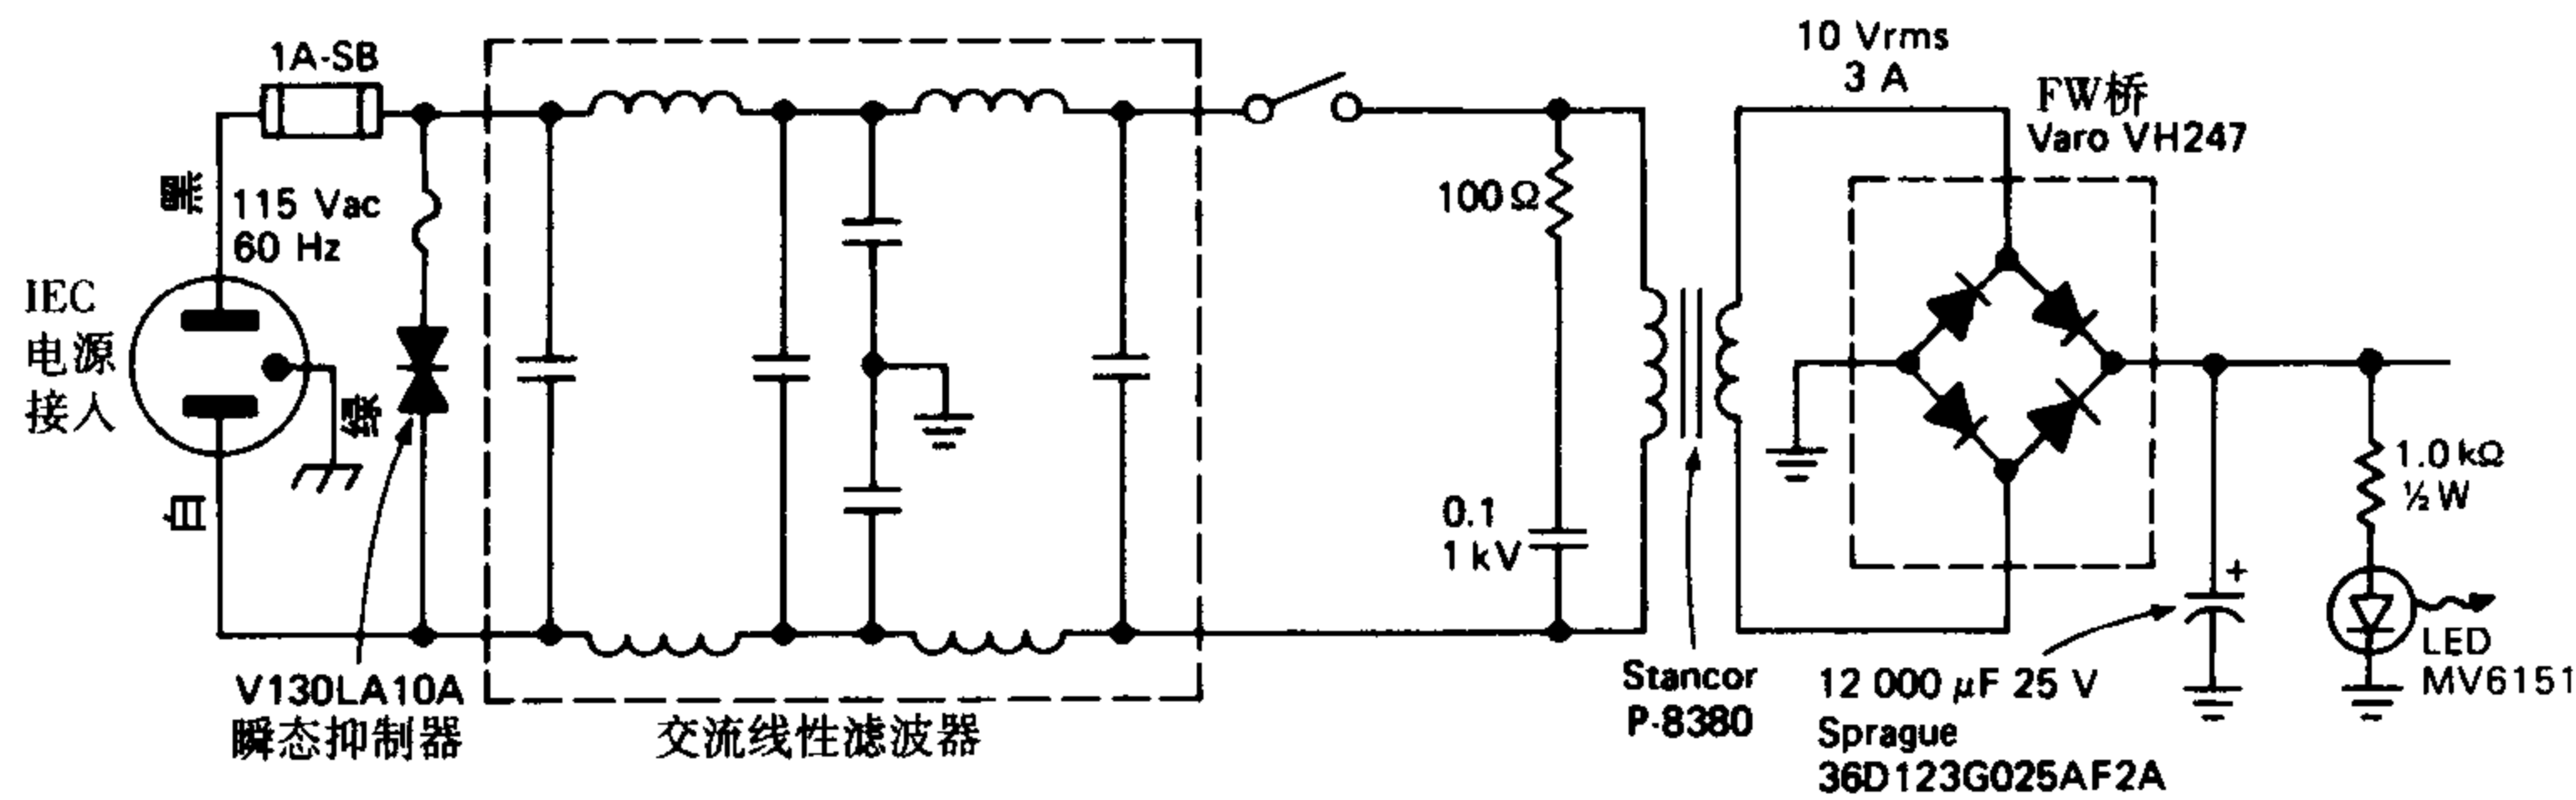 1A-SB
黑
115 Vac
60 Hz
IEC
电源
接入
绿
白
V130LA10A
瞬态抑制器
交流线性滤波器
100 Ω
0.1
1 kV
Stancor
P-8380
10 Vrms
3 A
FW桥
Varo VH247
+
12 000 μF 25 V
Sprague
36D123G025AF2A
1.0 kΩ
½ W
LED
MV6151